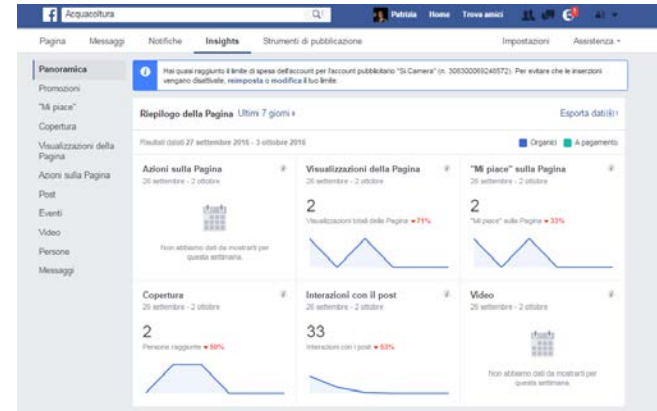 Acquacoltura
Patrizia Home Trova amici
Pagina Messaggi Notifiche Insights Strumenti di pubblicazione Impostazioni Assistenza
Panoramica
Promozioni
"Mi piace"
Copertura
Visualizzazioni della
Pagina
Azioni sulla Pagina
Post
Eventi
Video
Persone
Messaggi
Hai quasi raggiunto il limite di spesa dell'account per l'account pubblicitario "Si.Camera" (n. 306300069248572). Per evitare che le inserzioni
vengano disattivate, reimposta o modifica il tuo limite.
Riepilogo della Pagina Ultimi 7 giorni Esporta dati
Risultati dal/al 27 settembre 2016 - 3 ottobre 2016 Organici A pagamento
Azioni sulla Pagina
26 settembre - 2 ottobre
Non abbiamo dati da mostrarti per
questa settimana.
Visualizzazioni della Pagina
26 settembre - 2 ottobre
2
Visualizzazioni totali della Pagina 71%
"Mi piace" sulla Pagina
26 settembre - 2 ottobre
2
"Mi piace" sulla Pagina 33%
Copertura
26 settembre - 2 ottobre
2
Persone raggiunte 50%
Interazioni con il post
26 settembre - 2 ottobre
33
Interazioni con i post 53%
Video
26 settembre - 2 ottobre
Non abbiamo dati da mostrarti per
questa settimana.